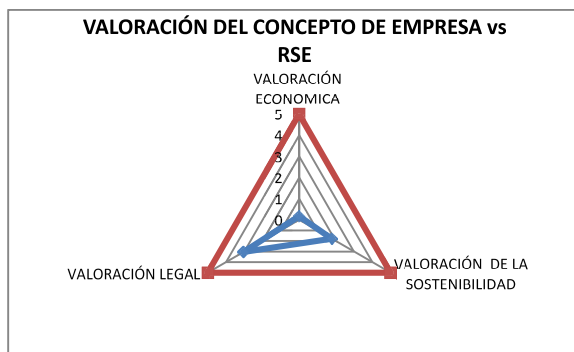 VALORACIÓN DEL CONCEPTO DE EMPRESA vs
RSE
VALORACIÓN
ECONOMICA
5
4
3
2
1
0
VALORACIÓN LEGAL
VALORACIÓN DE LA
SOSTENIBILIDAD